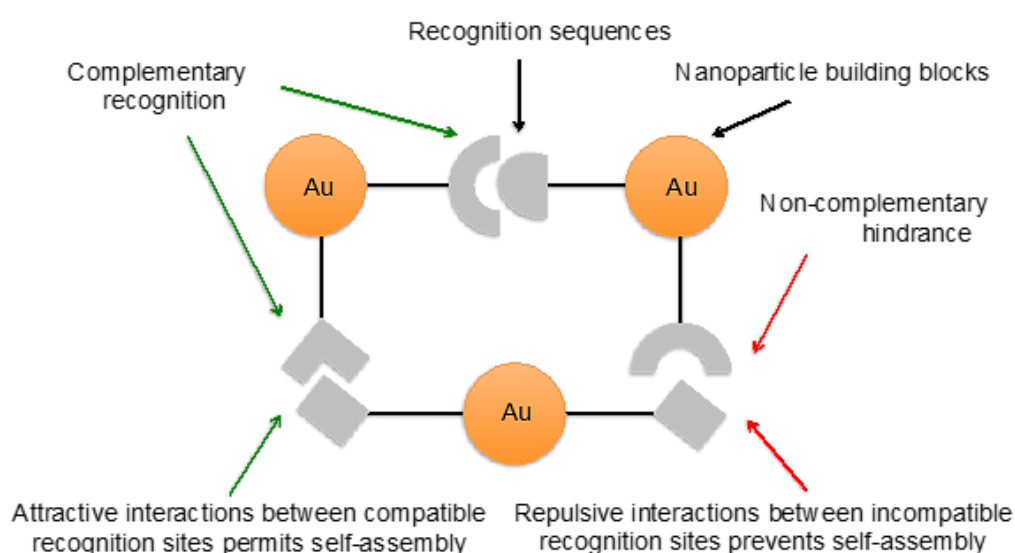 Recognition sequences
Complementary
recognition
Nanoparticle building blocks
Au
Au
Non-complementary
hindrance
Au
Attractive interactions between compatible
recognition sites permits self-assembly
Repulsive interactions between incompatible
recognition sites prevents self-assembly